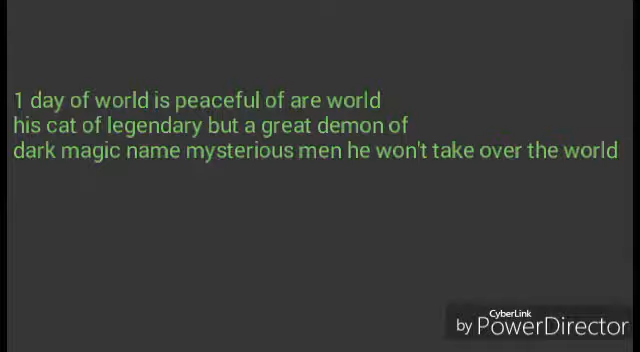 1 day of world is peaceful of are world
his cat of legendary but a great demon of
dark magic name mysterious men he won't take over the world
CyberLink
by PowerDirector